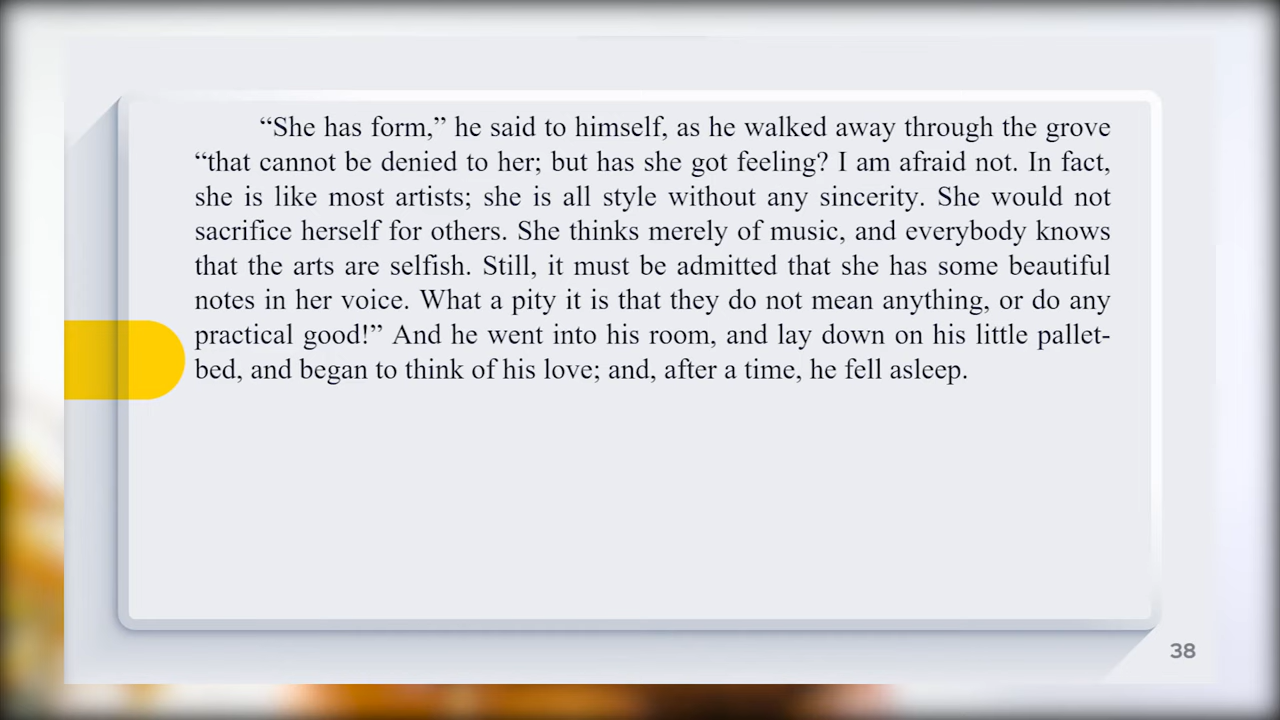 “She has form,” he said to himself, as he walked away through the grove
“that cannot be denied to her; but has she got feeling? I am afraid not. In fact,
she is like most artists; she is all style without any sincerity. She would not
sacrifice herself for others. She thinks merely of music, and everybody knows
that the arts are selfish. Still, it must be admitted that she has some beautiful
notes in her voice. What a pity it is that they do not mean anything, or do any
practical good!” And he went into his room, and lay down on his little pallet-
bed, and began to think of his love; and, after a time, he fell asleep.
38